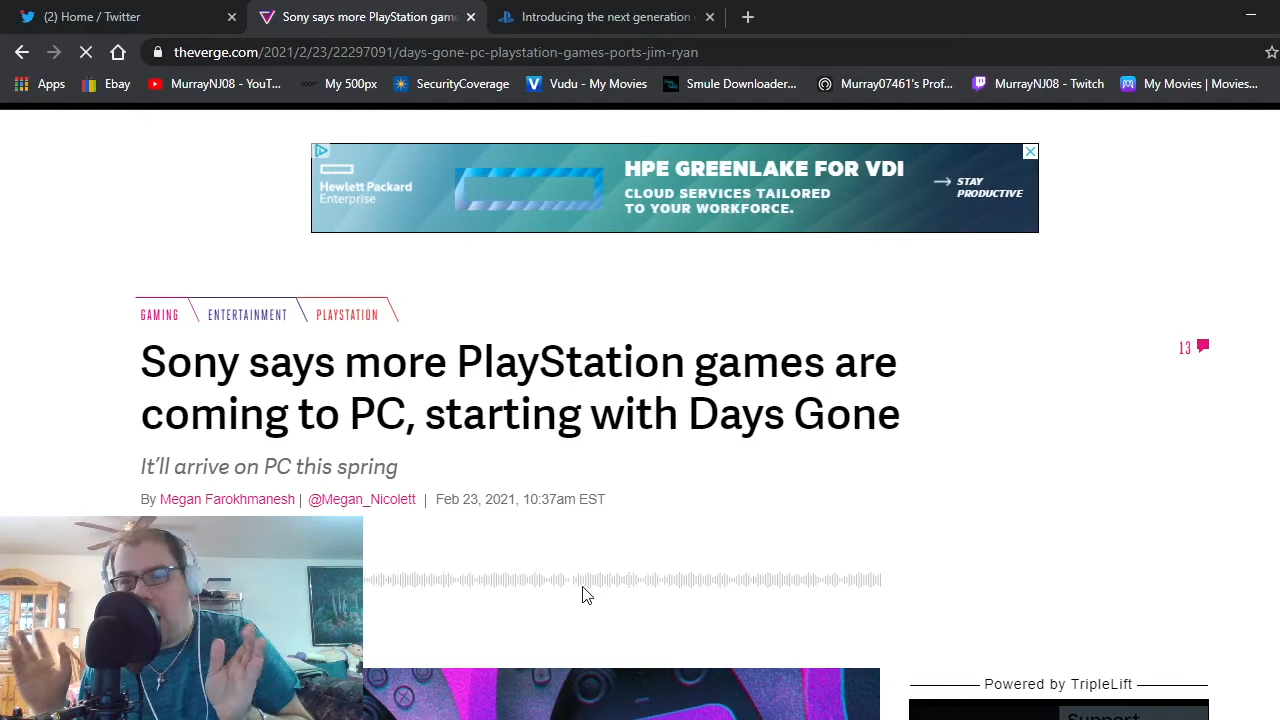 (2) Home / Twitter
Sony says more PlayStation game
Introducing the next generation
theverge.com/2021/2/23/22297091/days-gone-pc-playstation-games-ports-jim-ryan
Apps
Ebay
MurrayNJ08 - YouT...
My 500px
SecurityCoverage
Vudu - My Movies
Smule Downloader...
Murray07461's Prof...
MurrayNJ08 - Twitch
My Movies | Movies...
Hewlett Packard
Enterprise
HPE GREENLAKE FOR VDI
CLOUD SERVICES TAILORED
TO YOUR WORKFORCE.
STAY
PRODUCTIVE
GAMING
ENTERTAINMENT
PLAYSTATION
Sony says more PlayStation games are
coming to PC, starting with Days Gone
13
It'll arrive on PC this spring
By Megan Farokhmanesh | @Megan_Nicolett | Feb 23, 2021, 10:37am EST
Powered by TripleLift
Support